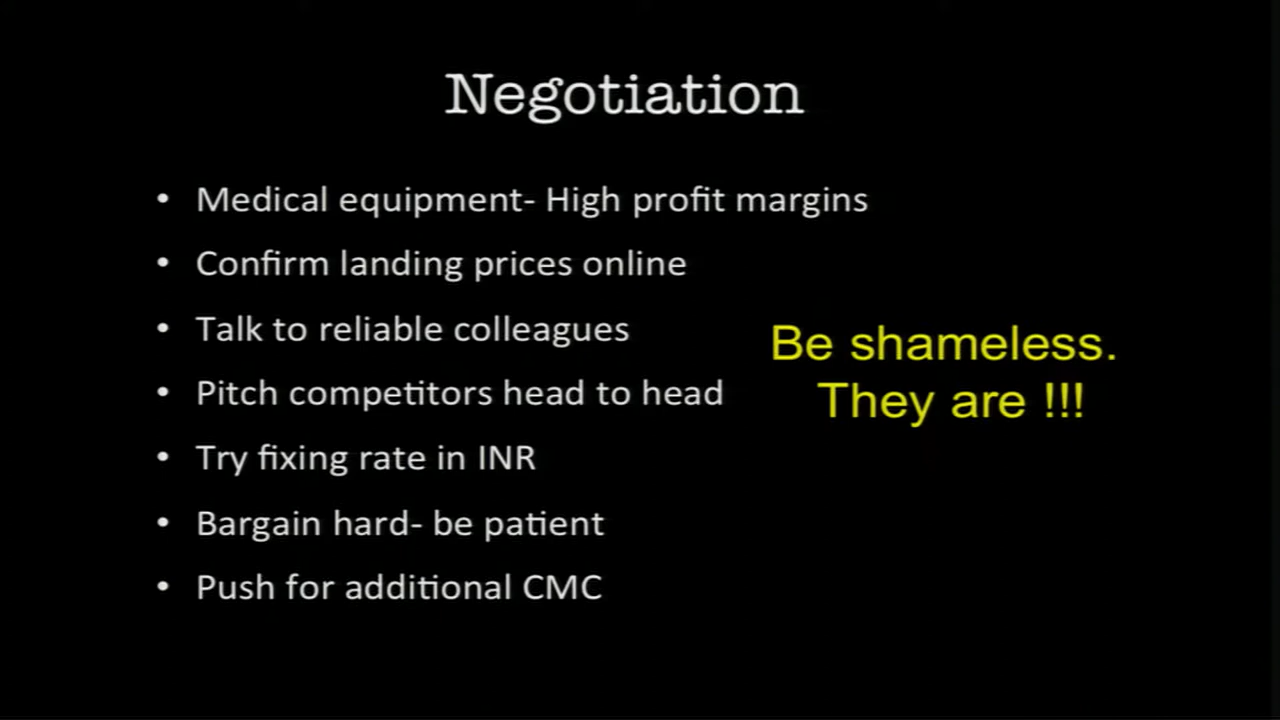 Negotiation
• Medical equipment- High profit margins
• Confirm landing prices online
• Talk to reliable colleagues
• Pitch competitors head to head
• Try fixing rate in INR
• Bargain hard- be patient
• Push for additional CMC
Be shameless.
They are !!!